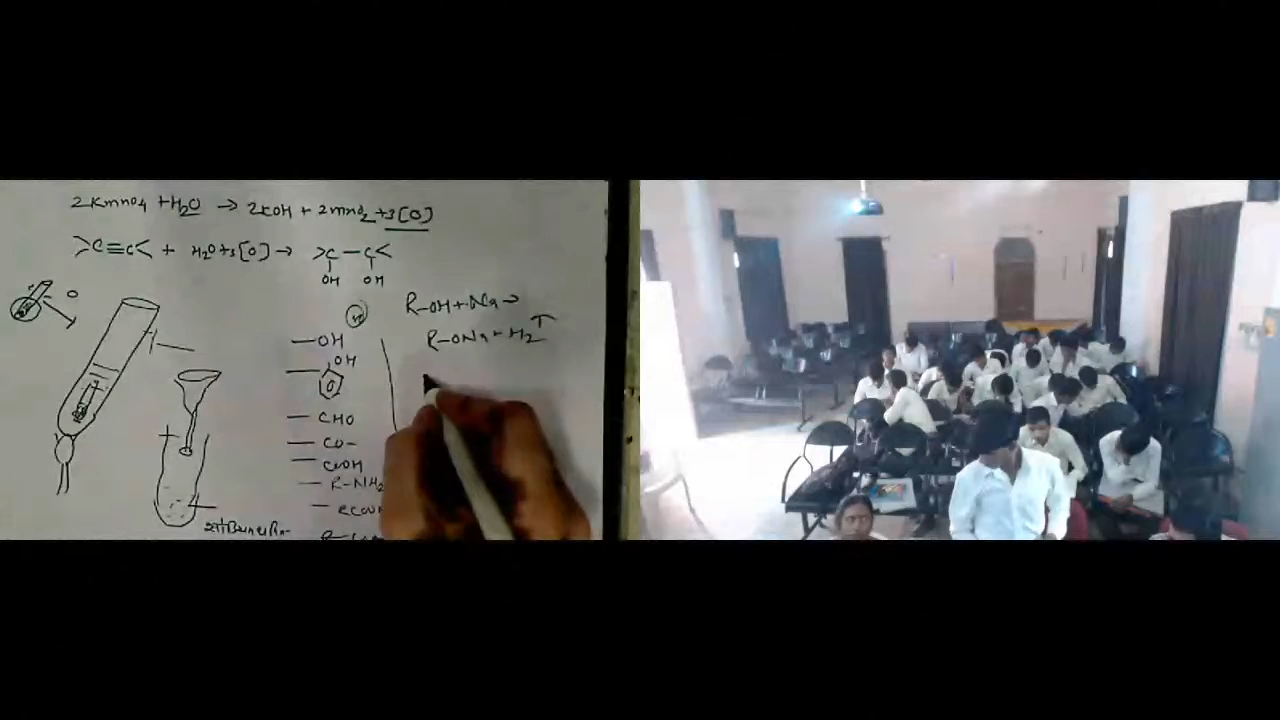 2KmnO4 + H2O → 2KOH + 2mnO2 + 3[O]
>C≡C< + H2O + 3[O] → >C—C<
OH OH
R—OH + Na →
R—ONa + H2↑
—OH
OH
— CHO
— CO—
— COOH
— R—NH2